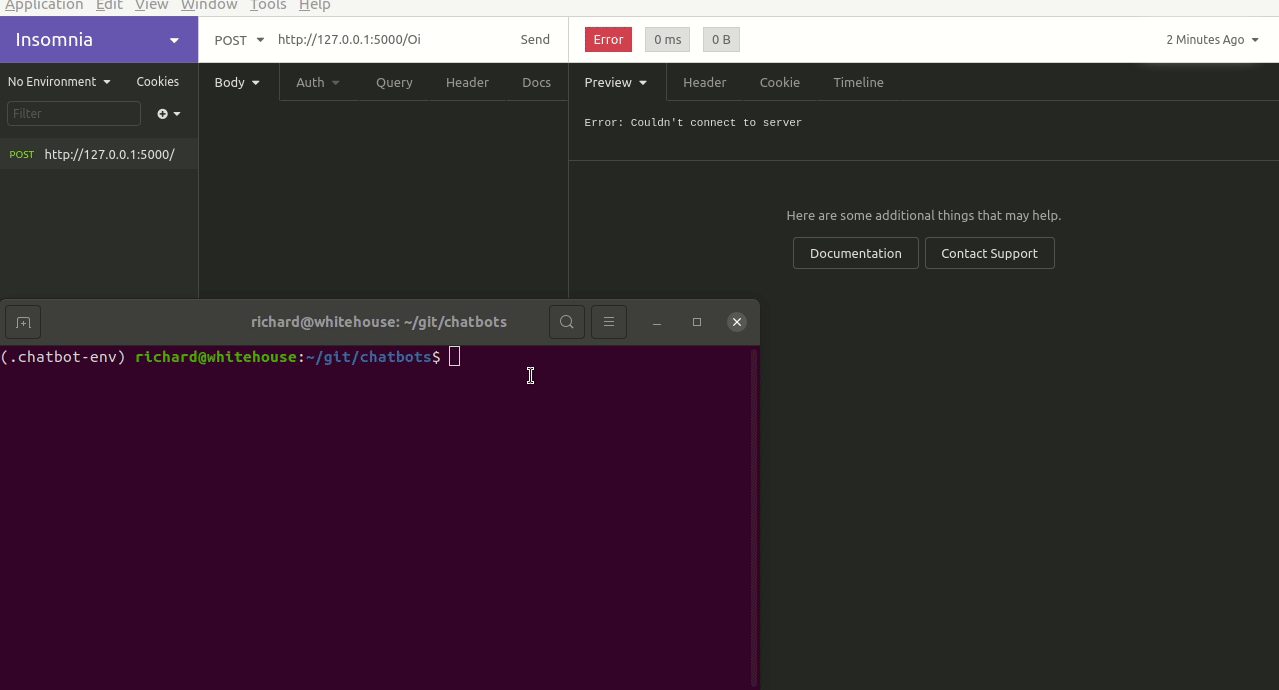 Application Edit View Window Tools Help
Insomnia
POST http://127.0.0.1:5000/Oi Send
Error 0 ms 0 B 2 Minutes Ago
No Environment Cookies
Body Auth Query Header Docs
Preview Header Cookie Timeline
Filter
Error: Couldn't connect to server
POST http://127.0.0.1:5000/
Here are some additional things that may help.
Documentation Contact Support
richard@whitehouse: ~/git/chatbots
(.chatbot-env) richard@whitehouse:~/git/chatbots$